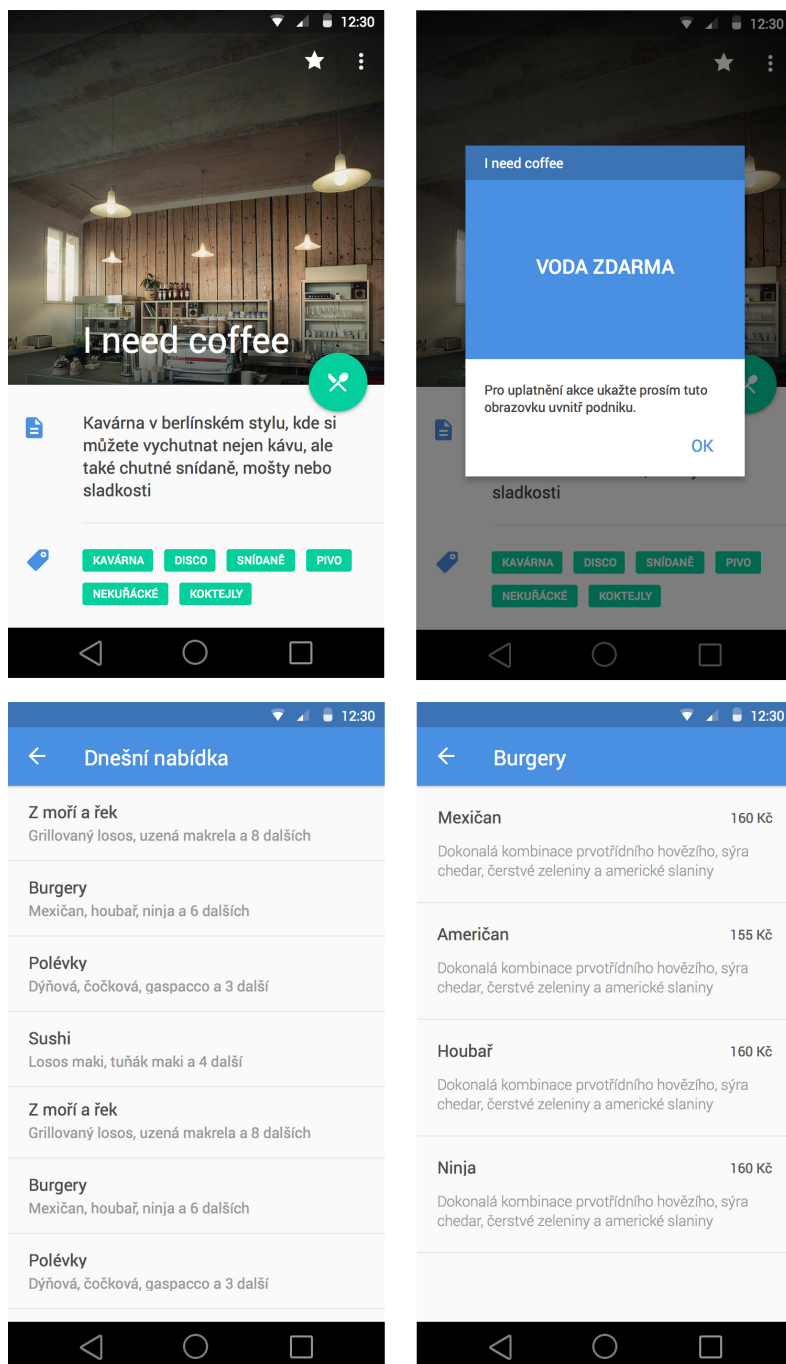 12:30
I need coffee
Kavárna v berlínském stylu, kde si
můžete vychutnat nejen kávu, ale
také chutné snídaně, mošty nebo
sladkosti
KAVÁRNA DISCO SNÍDANĚ PIVO
NEKUŘÁCKÉ KOKTEJLY
12:30
I need coffee
VODA ZDARMA
Pro uplatnění akce ukažte prosím tuto
obrazovku uvnitř podniku.
OK
sladkosti
KAVÁRNA DISCO SNÍDANĚ PIVO
NEKUŘÁCKÉ KOKTEJLY
12:30
Dnešní nabídka
Z moří a řek
Grillovaný losos, uzená makrela a 8 dalších
Burgery
Mexičan, houbař, ninja a 6 dalších
Polévky
Dýňová, čočková, gaspacco a 3 další
Sushi
Losos maki, tuňák maki a 4 další
Z moří a řek
Grillovaný losos, uzená makrela a 8 dalších
Burgery
Mexičan, houbař, ninja a 6 dalších
Polévky
Dýňová, čočková, gaspacco a 3 další
12:30
Burgery
Mexičan 160 Kč
Dokonalá kombinace prvotřídního hovězího, sýra
chedar, čerstvé zeleniny a americké slaniny
Američan 155 Kč
Dokonalá kombinace prvotřídního hovězího, sýra
chedar, čerstvé zeleniny a americké slaniny
Houbař 160 Kč
Dokonalá kombinace prvotřídního hovězího, sýra
chedar, čerstvé zeleniny a americké slaniny
Ninja 160 Kč
Dokonalá kombinace prvotřídního hovězího, sýra
chedar, čerstvé zeleniny a americké slaniny